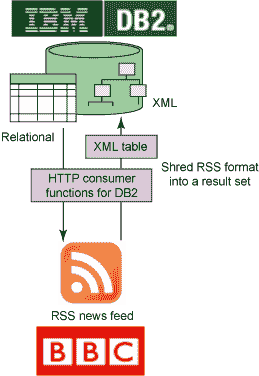 IBM DB2.
XML
Relational
XML table
Shred RSS format
into a result set
HTTP consumer
functions for DB2
RSS news feed
BBC